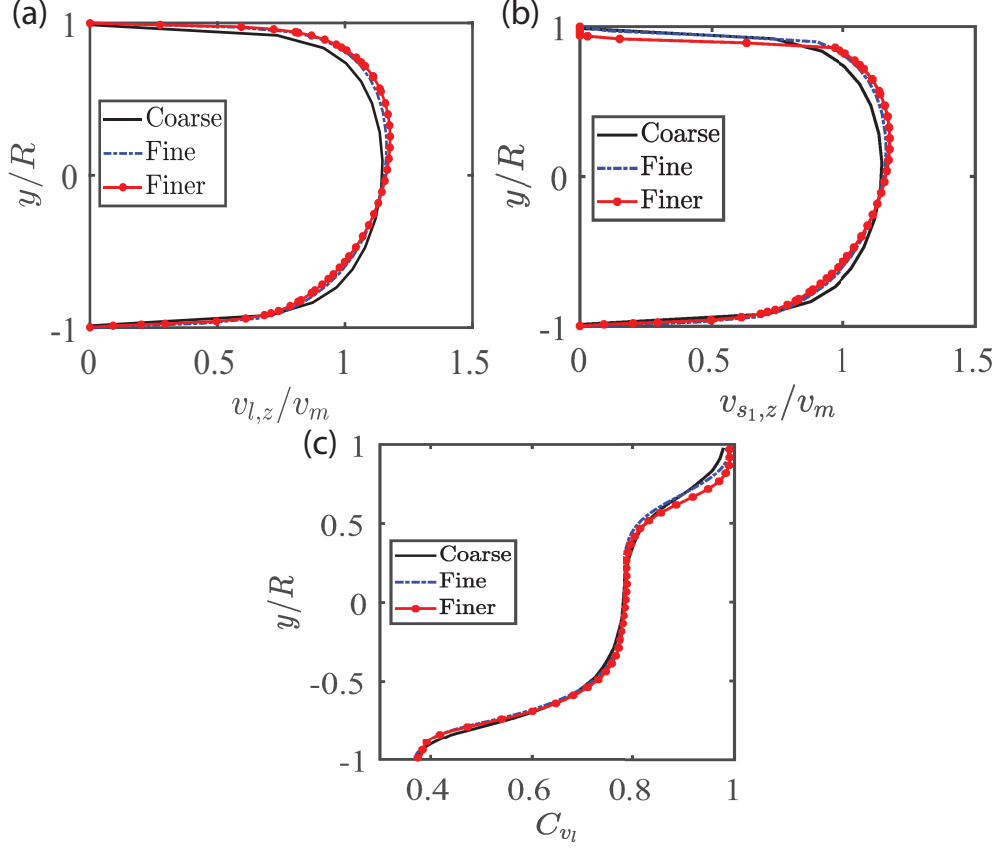 (a)
1
0
-1
y/R
Coarse
Fine
Finer
0
0.5
1
1.5
v_{l,z}/v_m
(b)
1
0
-1
y/R
Coarse
Fine
Finer
0
0.5
1
1.5
v_{s_1,z}/v_m
(c)
1
0.5
0
-0.5
-1
y/R
Coarse
Fine
Finer
0.4
0.6
0.8
1
C_{v_l}